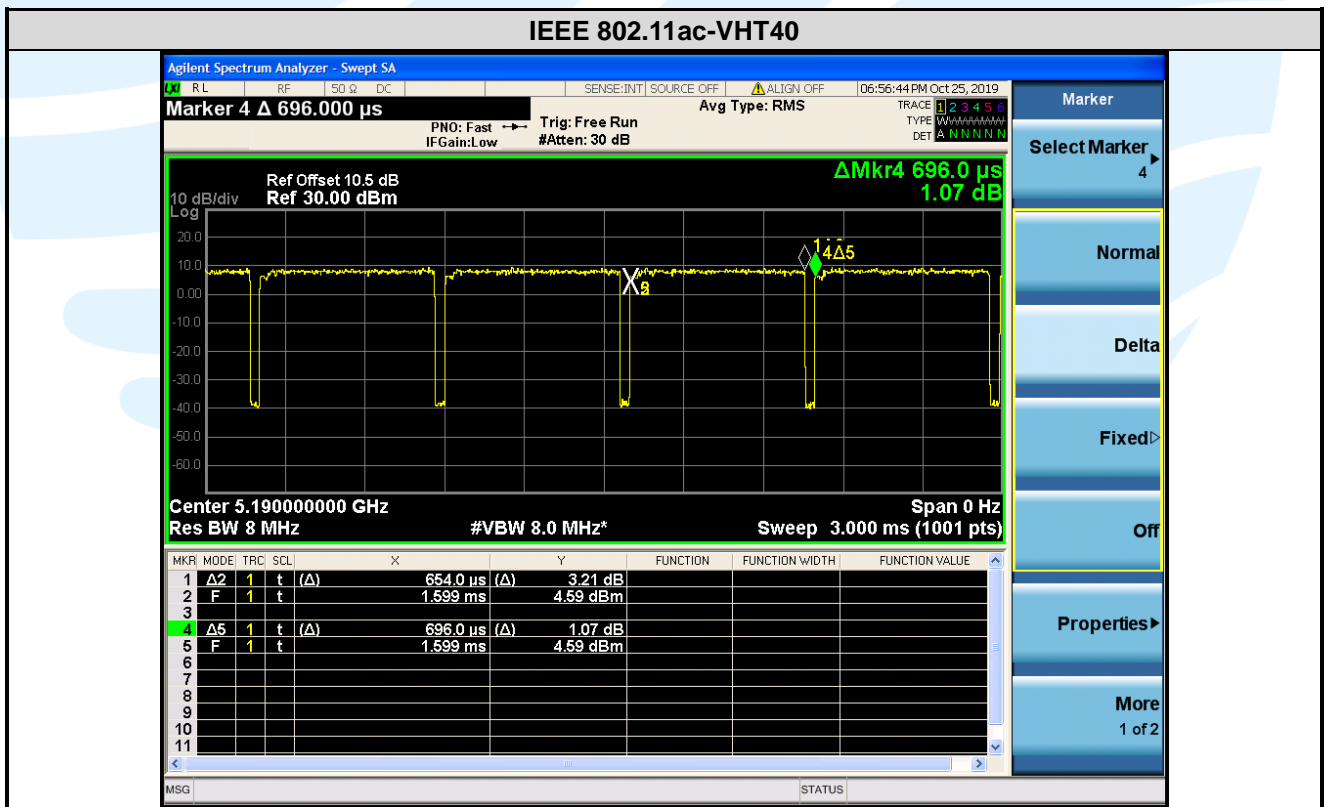 IEEE 802.11ac-VHT40
Agilent Spectrum Analyzer - Swept SA
LXI RL RF 50 Ω DC SENSE:INT SOURCE OFF ALIGN OFF 06:56:44 PM Oct 25, 2019
Marker 4 Δ 696.000 µs
PNO: Fast
IFGain:Low
Trig: Free Run
#Atten: 30 dB
Avg Type: RMS
TRACE 1 2 3 4 5 6
TYPE W
DET A N N N N N
ΔMkr4 696.0 µs
1.07 dB
Ref Offset 10.5 dB
10 dB/div Ref 30.00 dBm
Log
20.0
10.0
0.00
-10.0
-20.0
-30.0
-40.0
-50.0
-60.0
4Δ5
Center 5.190000000 GHz Span 0 Hz
Res BW 8 MHz #VBW 8.0 MHz* Sweep 3.000 ms (1001 pts)
MKR MODE TRC SCL X Y FUNCTION FUNCTION WIDTH FUNCTION VALUE
1 Δ2 1 t (Δ) 654.0 µs (Δ) 3.21 dB
2 F 1 t 1.599 ms 4.59 dBm
3
4 Δ5 1 t (Δ) 696.0 µs (Δ) 1.07 dB
5 F 1 t 1.599 ms 4.59 dBm
6
7
8
9
10
11
MSG STATUS
Marker
Select Marker
4
Normal
Delta
Fixed
Off
Properties
More
1 of 2